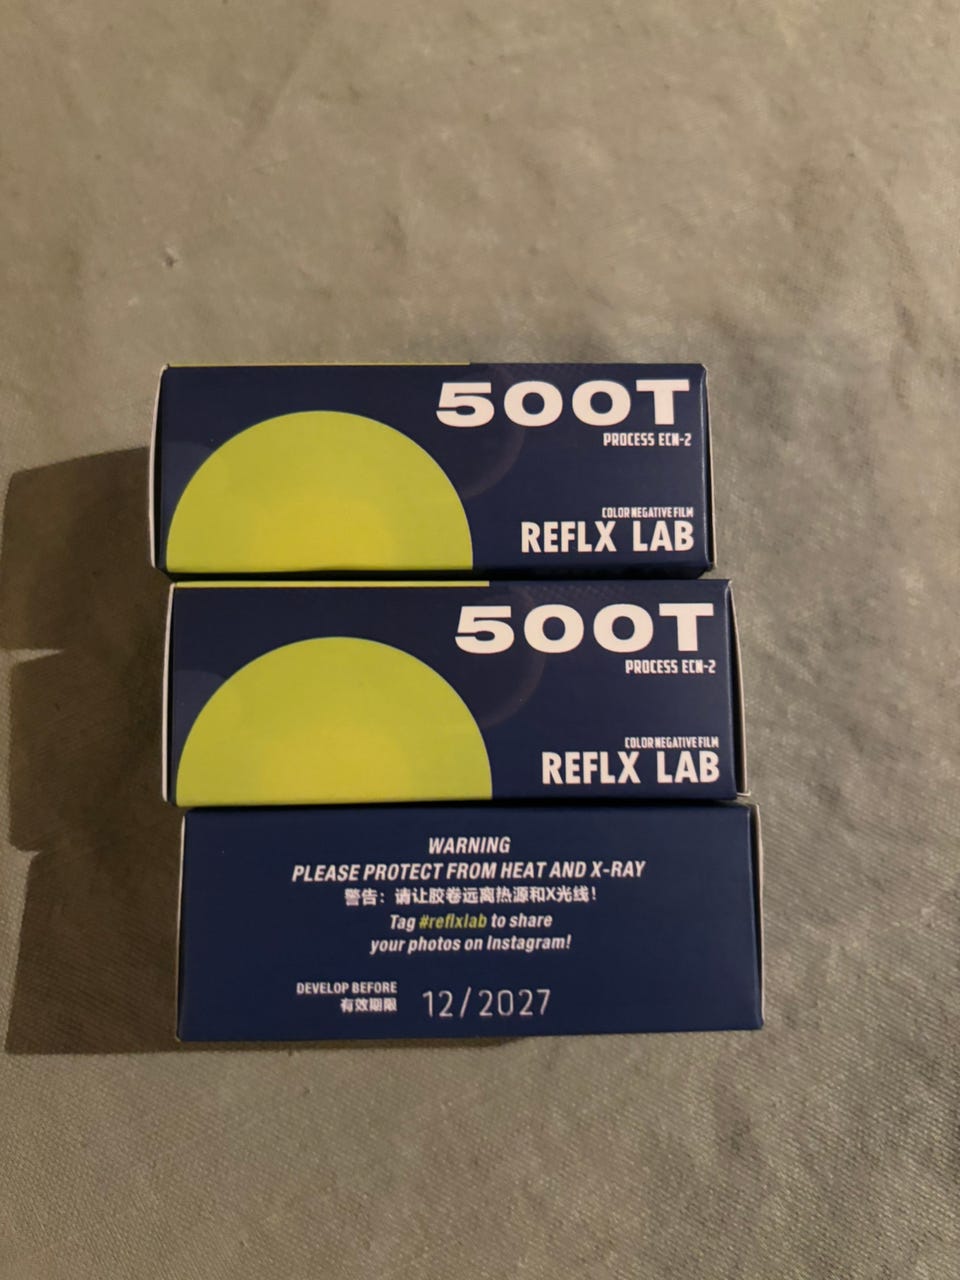 500T
PROCESS ECN-2
COLOR NEGATIVE FILM
REFLX LAB
500T
PROCESS ECN-2
COLOR NEGATIVE FILM
REFLX LAB
WARNING
PLEASE PROTECT FROM HEAT AND X-RAY
警告：请让胶卷远离热源和X光线！
Tag #reflxlab to share
your photos on Instagram!
DEVELOP BEFORE
有效期限
12/2027